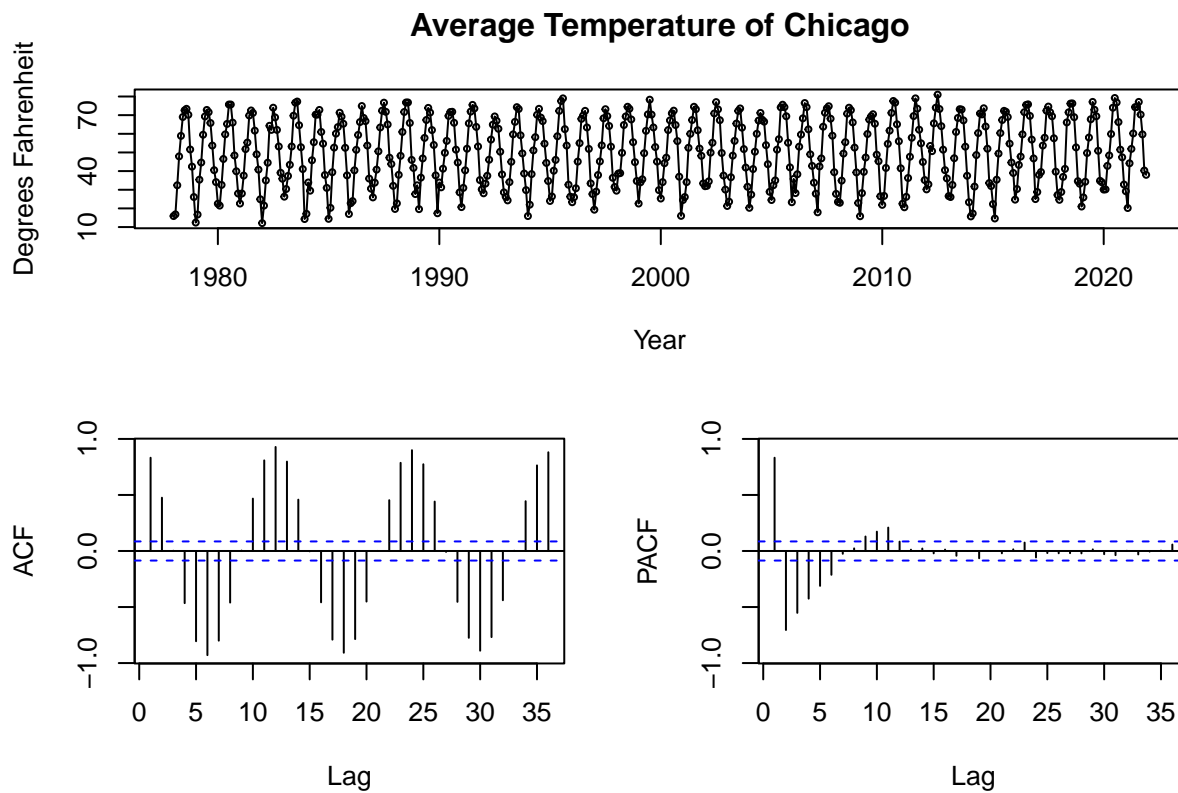 Average Temperature of Chicago
Degrees Fahrenheit
10 40 70
1980 1990 2000 2010 2020
Year
ACF
−1.0 0.0 1.0
0 5 10 15 20 25 30 35
Lag
PACF
−1.0 0.0 1.0
0 5 10 15 20 25 30 35
Lag